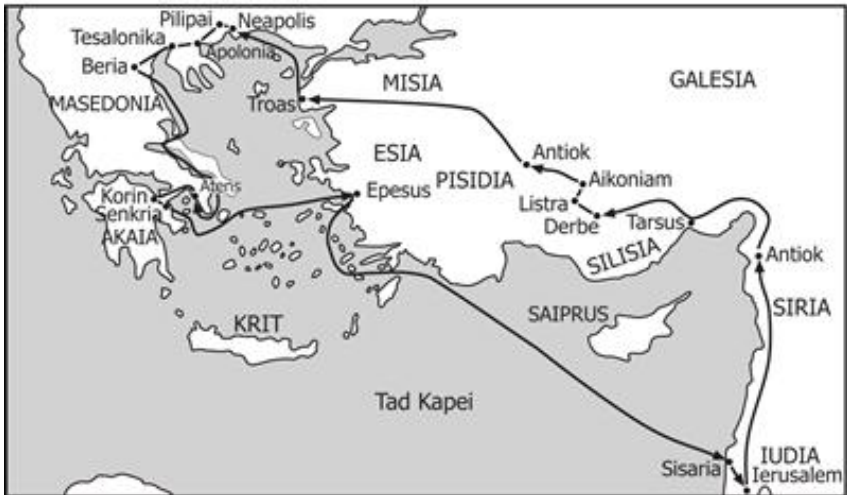 Pilipai
Neapolis
Tesalonika
Apolonia
Beria
MISIA
GALESIA
MASEDONIA
Troas
ESIA
Antiok
PISIDIA
Aikoniam
Korin
Atens
Epesus
Listra
Senkria
Derbe
Tarsus
AKAIA
SILISIA
Antiok
KRIT
SAIPRUS
SIRIA
Tad Kapei
IUDIA
Sisaria
Ierusalem